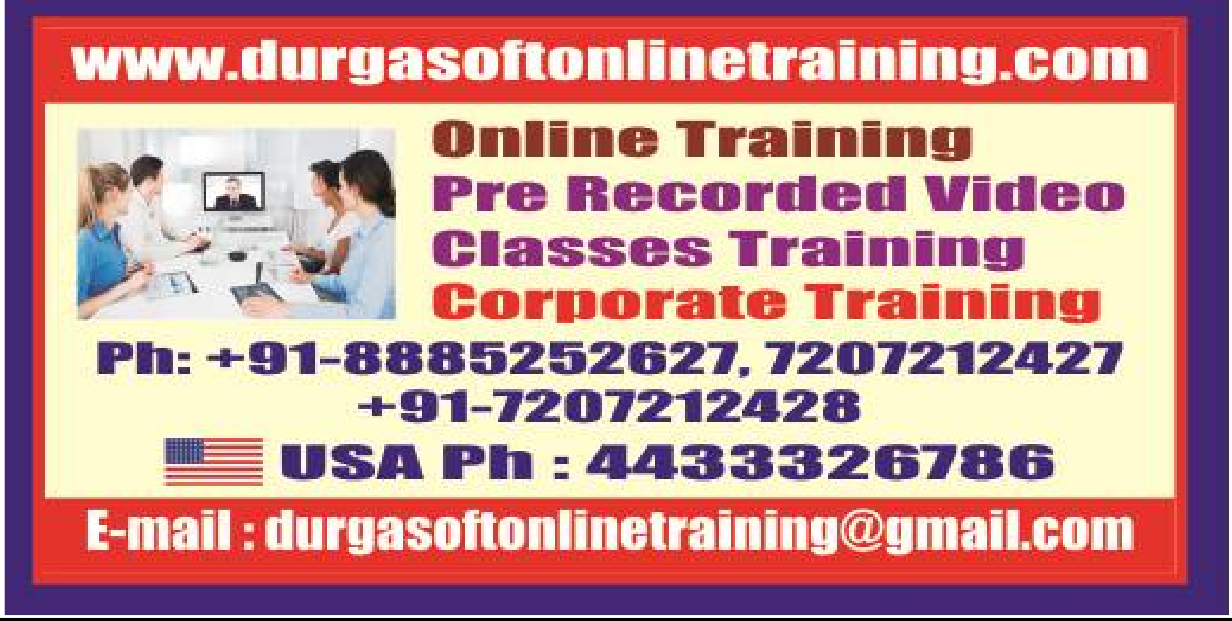 www.durgasoftonlinetraining.com
Online Training
Pre Recorded Video
Classes Training
Corporate Training
Ph: +91-8885252627, 7207212427
+91-7207212428
USA Ph : 4433326786
E-mail : durgasoftonlinetraining@gmail.com